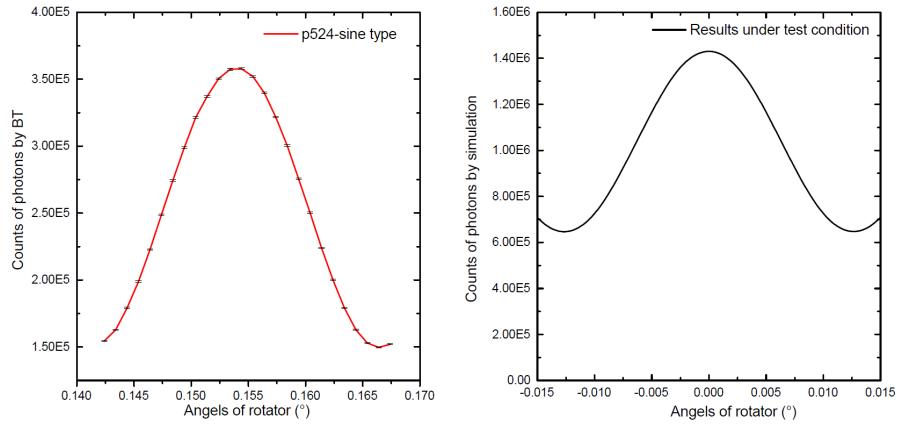 4.00E5
3.50E5
3.00E5
2.50E5
2.00E5
1.50E5
Counts of photons by BT
p524-sine type
0.140 0.145 0.150 0.155 0.160 0.165 0.170
Angels of rotator (°)
1.60E6
1.40E6
1.20E6
1.00E6
8.00E5
6.00E5
4.00E5
2.00E5
0.00
Counts of photons by simulation
Results under test condition
-0.015 -0.010 -0.005 0.000 0.005 0.010 0.015
Angels of rotator (°)